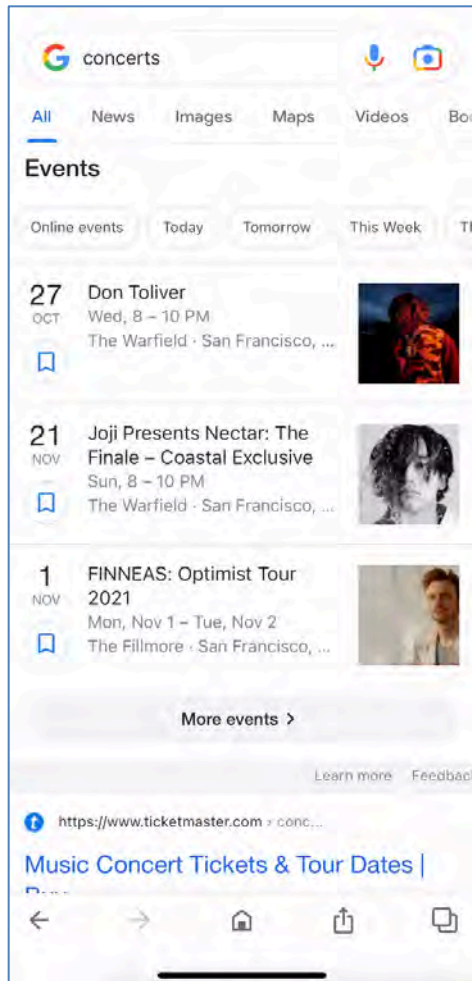 concerts
All News Images Maps Videos Boo
Events
Online events Today Tomorrow This Week Th
27
OCT
Don Toliver
Wed, 8 – 10 PM
The Warfield · San Francisco, ...
21
NOV
Joji Presents Nectar: The
Finale – Coastal Exclusive
Sun, 8 – 10 PM
The Warfield · San Francisco, ...
1
NOV
FINNEAS: Optimist Tour
2021
Mon, Nov 1 – Tue, Nov 2
The Fillmore · San Francisco, ...
More events >
Learn more Feedback
https://www.ticketmaster.com › conc...
Music Concert Tickets & Tour Dates |